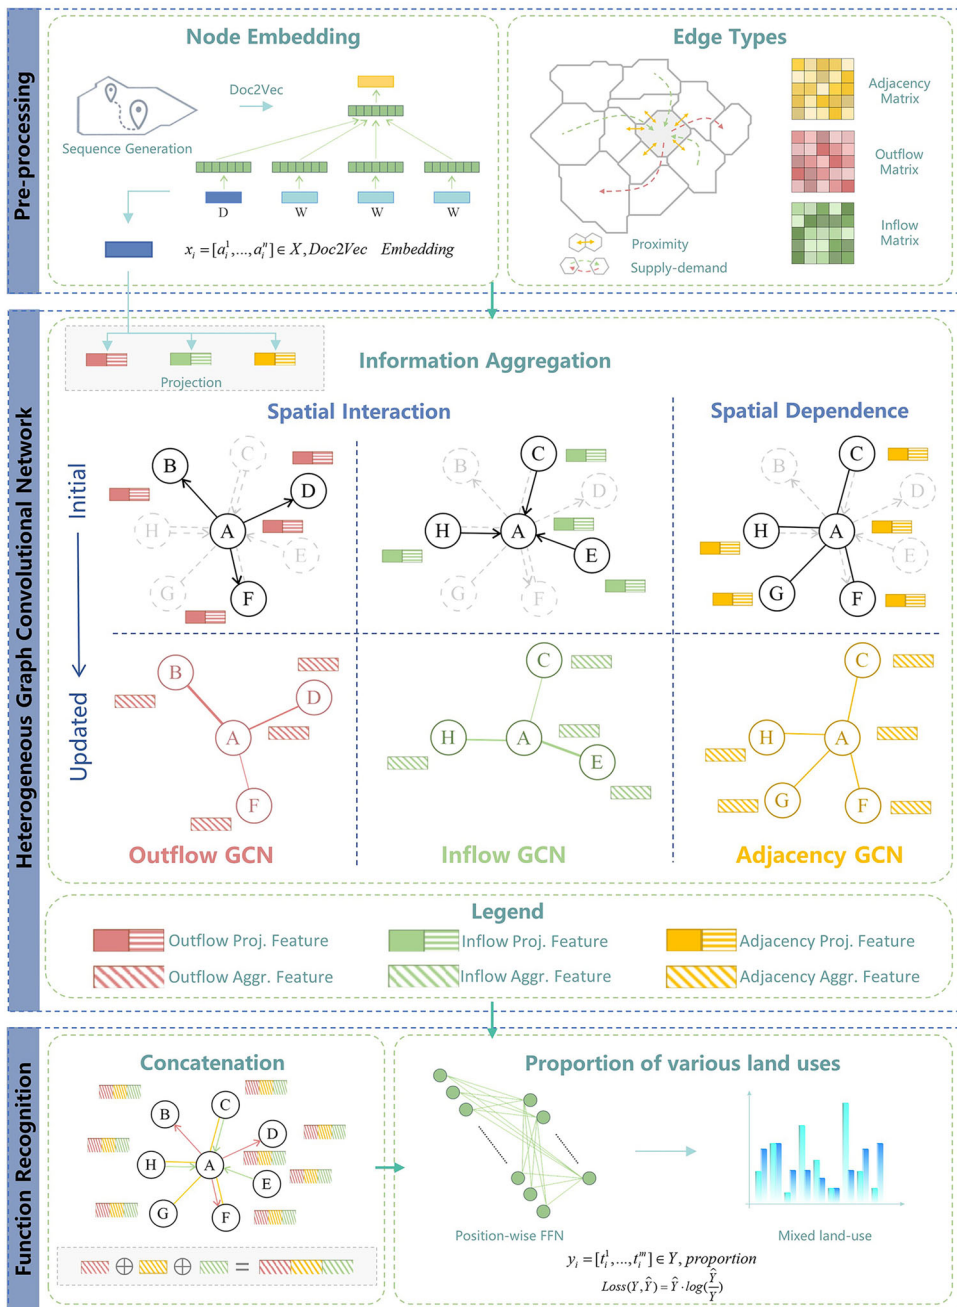 Pre-processing
Node Embedding
Doc2Vec
Sequence Generation
D
W
W
W
x_i = [a_i^1,...,a_i^n] ∈ X, Doc2Vec Embedding
Edge Types
Adjacency
Matrix
Outflow
Matrix
Inflow
Matrix
Proximity
Supply-demand
Heterogeneous Graph Convolutional Network
Projection
Information Aggregation
Spatial Interaction
Spatial Dependence
Initial
B
C
D
H
A
E
G
F
B
C
D
H
A
E
G
F
B
C
D
H
A
E
G
F
Updated
B
D
A
F
C
H
A
E
C
H
A
G
F
Outflow GCN
Inflow GCN
Adjacency GCN
Legend
Outflow Proj. Feature
Inflow Proj. Feature
Adjacency Proj. Feature
Outflow Aggr. Feature
Inflow Aggr. Feature
Adjacency Aggr. Feature
Function Recognition
Concatenation
B
C
D
H
A
E
G
F
⊕ ⊕ =
Proportion of various land uses
Position-wise FFN
Mixed land-use
y_i = [t_i^1,...,t_i^m] ∈ Y, proportion
Loss(Y,Ŷ) = Ŷ · log(Ŷ/Y)